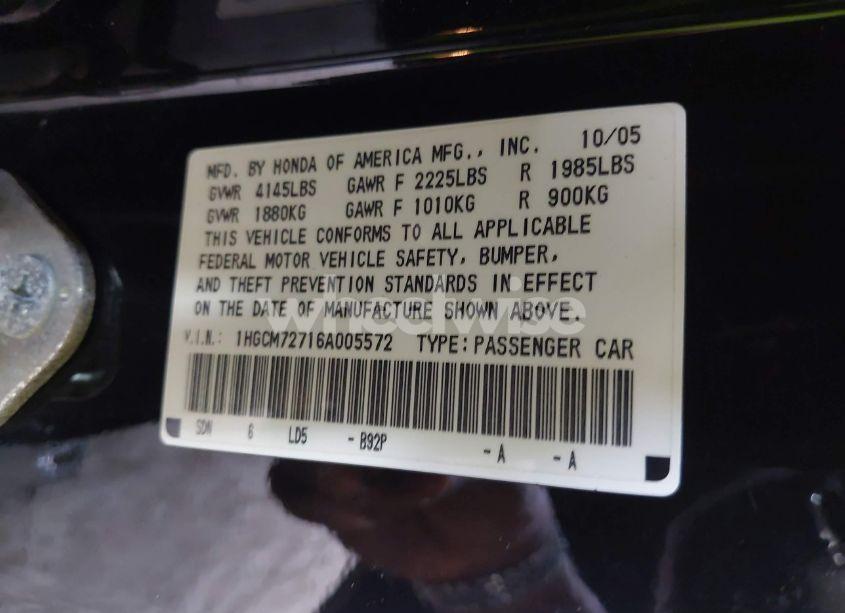 MFD. BY HONDA OF AMERICA MFG., INC. 10/05
GVWR 4145LBS GAWR F 2225LBS R 1985LBS
GVWR 1880KG GAWR F 1010KG R 900KG
THIS VEHICLE CONFORMS TO ALL APPLICABLE
FEDERAL MOTOR VEHICLE SAFETY, BUMPER,
AND THEFT PREVENTION STANDARDS IN EFFECT
ON THE DATE OF MANUFACTURE SHOWN ABOVE.
wheelwise
V.I.N.: 1HGCM72716A005572 TYPE: PASSENGER CAR
SDN 6 LD5 -B92P -A -A